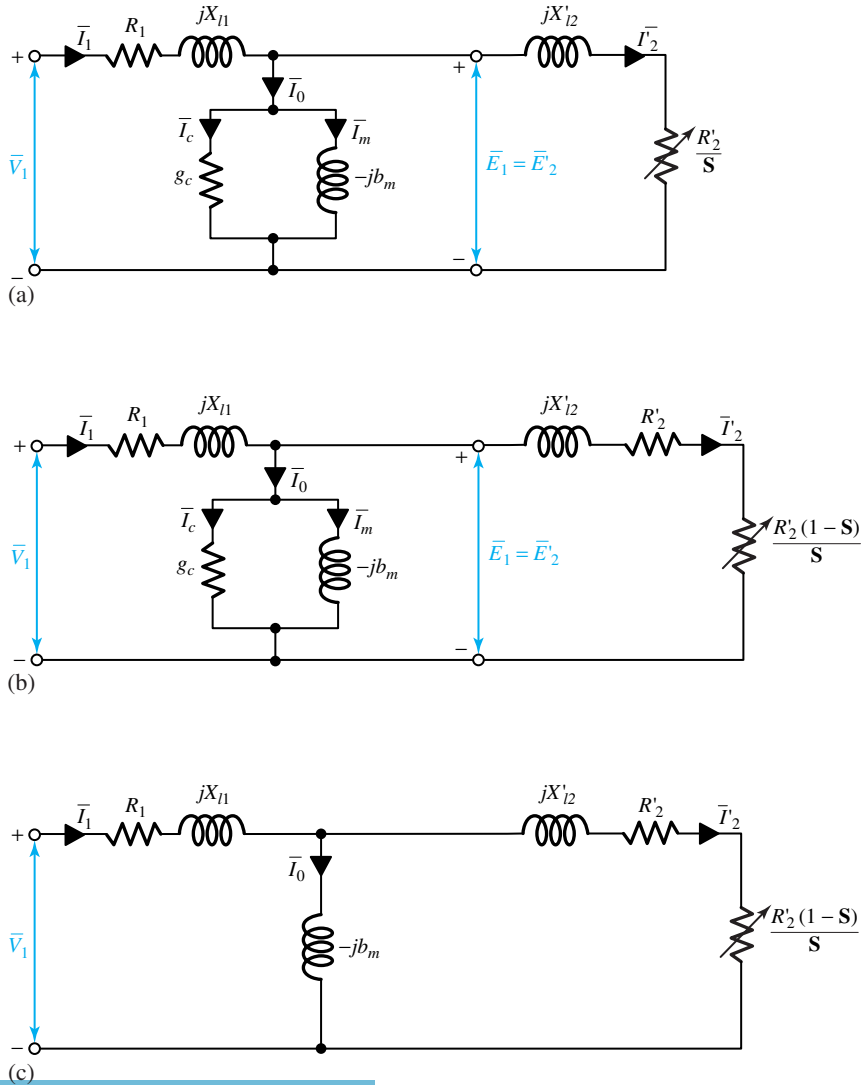 + I̅₁ R₁ jXₗ₁ jX'ₗ₂ I̅'₂
+
I̅₀
I̅c I̅m
V̅₁ gc −jbm E̅₁ = E̅'₂ R'₂/S
− −
(a)
+ I̅₁ R₁ jXₗ₁ jX'ₗ₂ R'₂ I̅'₂
+
I̅₀
I̅c I̅m
V̅₁ gc −jbm E̅₁ = E̅'₂ R'₂ (1 − S)/S
− −
(b)
+ I̅₁ R₁ jXₗ₁ jX'ₗ₂ R'₂ I̅'₂
I̅₀
V̅₁ −jbm R'₂ (1 − S)/S
−
(c)